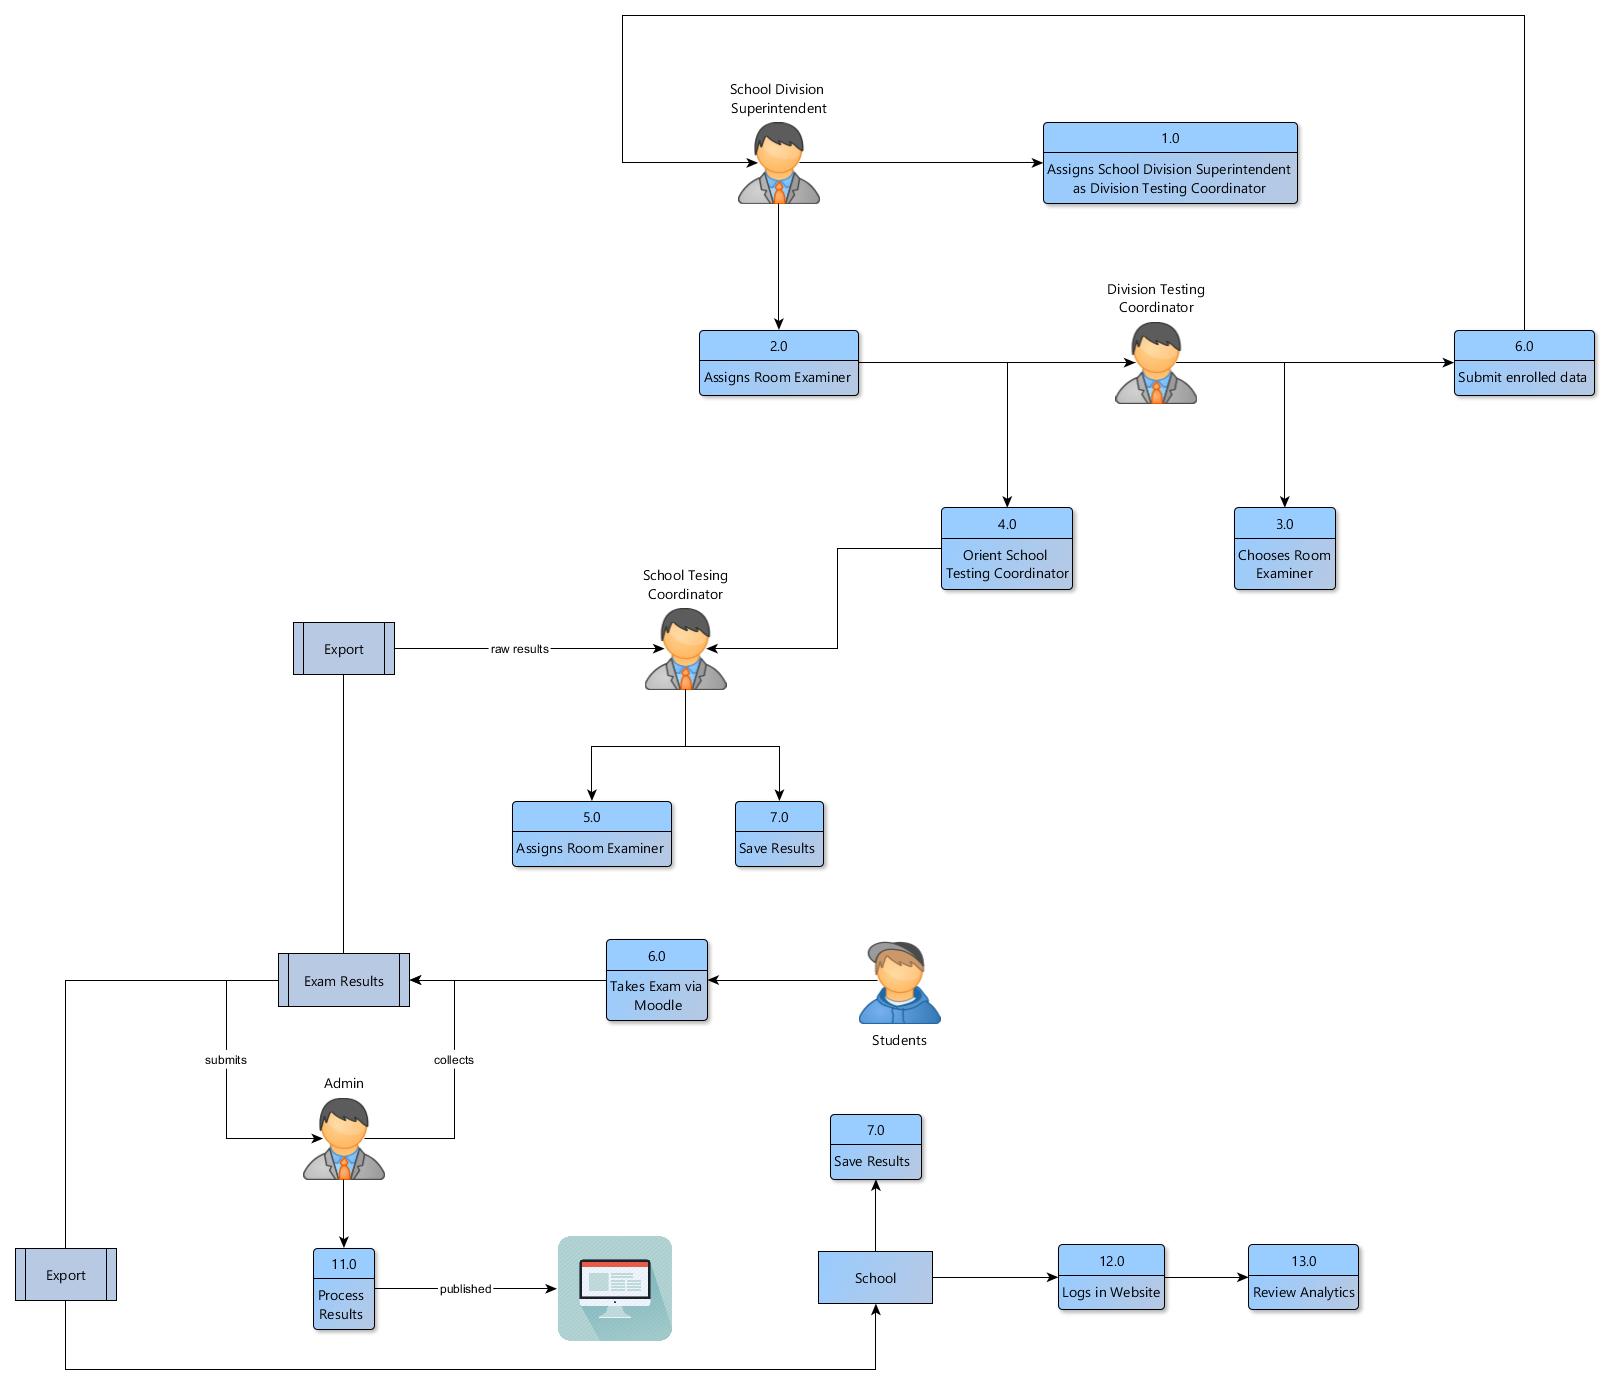 School Division
Superintendent
1.0
Assigns School Division Superintendent
as Division Testing Coordinator
Division Testing
Coordinator
2.0
Assigns Room Examiner
6.0
Submit enrolled data
4.0
Orient School
Testing Coordinator
3.0
Chooses Room
Examiner
School Tesing
Coordinator
Export
raw results
5.0
Assigns Room Examiner
7.0
Save Results
Exam Results
6.0
Takes Exam via
Moodle
Students
submits
collects
Admin
7.0
Save Results
Export
11.0
Process
Results
published
School
12.0
Logs in Website
13.0
Review Analytics